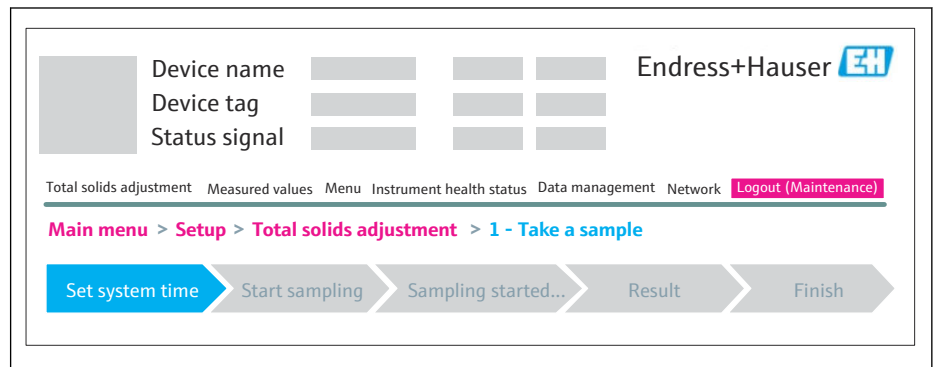 Device name
Endress+Hauser EH
Device tag
Status signal
Total solids adjustment Measured values Menu Instrument health status Data management Network Logout (Maintenance)
Main menu > Setup > Total solids adjustment > 1 - Take a sample
Set system time Start sampling Sampling started... Result Finish